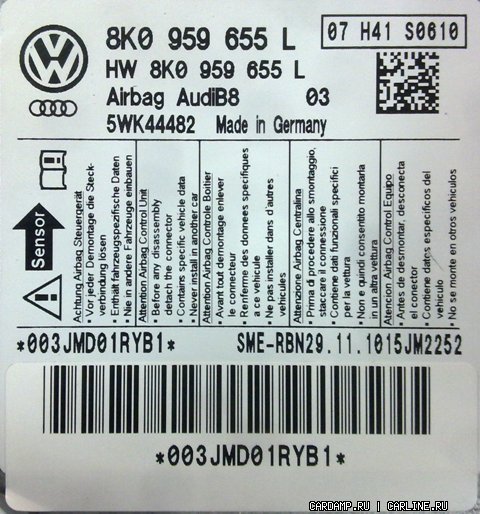 8K0 959 655 L
07 H41 S0610
HW 8K0 959 655 L
Airbag AudiB8 03
5WK44482 Made in Germany
Sensor
Achtung Airbag Steuergerät
• Vor jeder Demontage die Steck-
verbindung lösen
• Enthält fahrzeugspezifische Daten
• Nie in andere Fahrzeuge einbauen
Attention Airbag Control Unit
• Before any disassembly
detache connector
• Contains specific vehicle data
• Never install in another car
Attention Airbag Controle Boitier
• Avant tout demontage enlever
le connecteur
• Renferme des donnees specifiques
a ce vehicule
• Ne pas installer dans d'autres
vehicules
Attenzione Airbag Centralina
• Prima di procedere allo smontaggio,
staccare il connessione
• Contiene dati funzionali specifici
per la vettura
• Non e quindi consentito montarla
in un altra vettura
Atencion Airbag Control Equipo
• Antes de desmontar, desconecta
el conector
• Contiene datos especificos del
vehiculo
• No se monte en otros vehiculos
*003JMD01RYB1* SME-RBN29.11.1015JM2252
*003JMD01RYB1*
CARDAMP.RU | CARLINE.RU